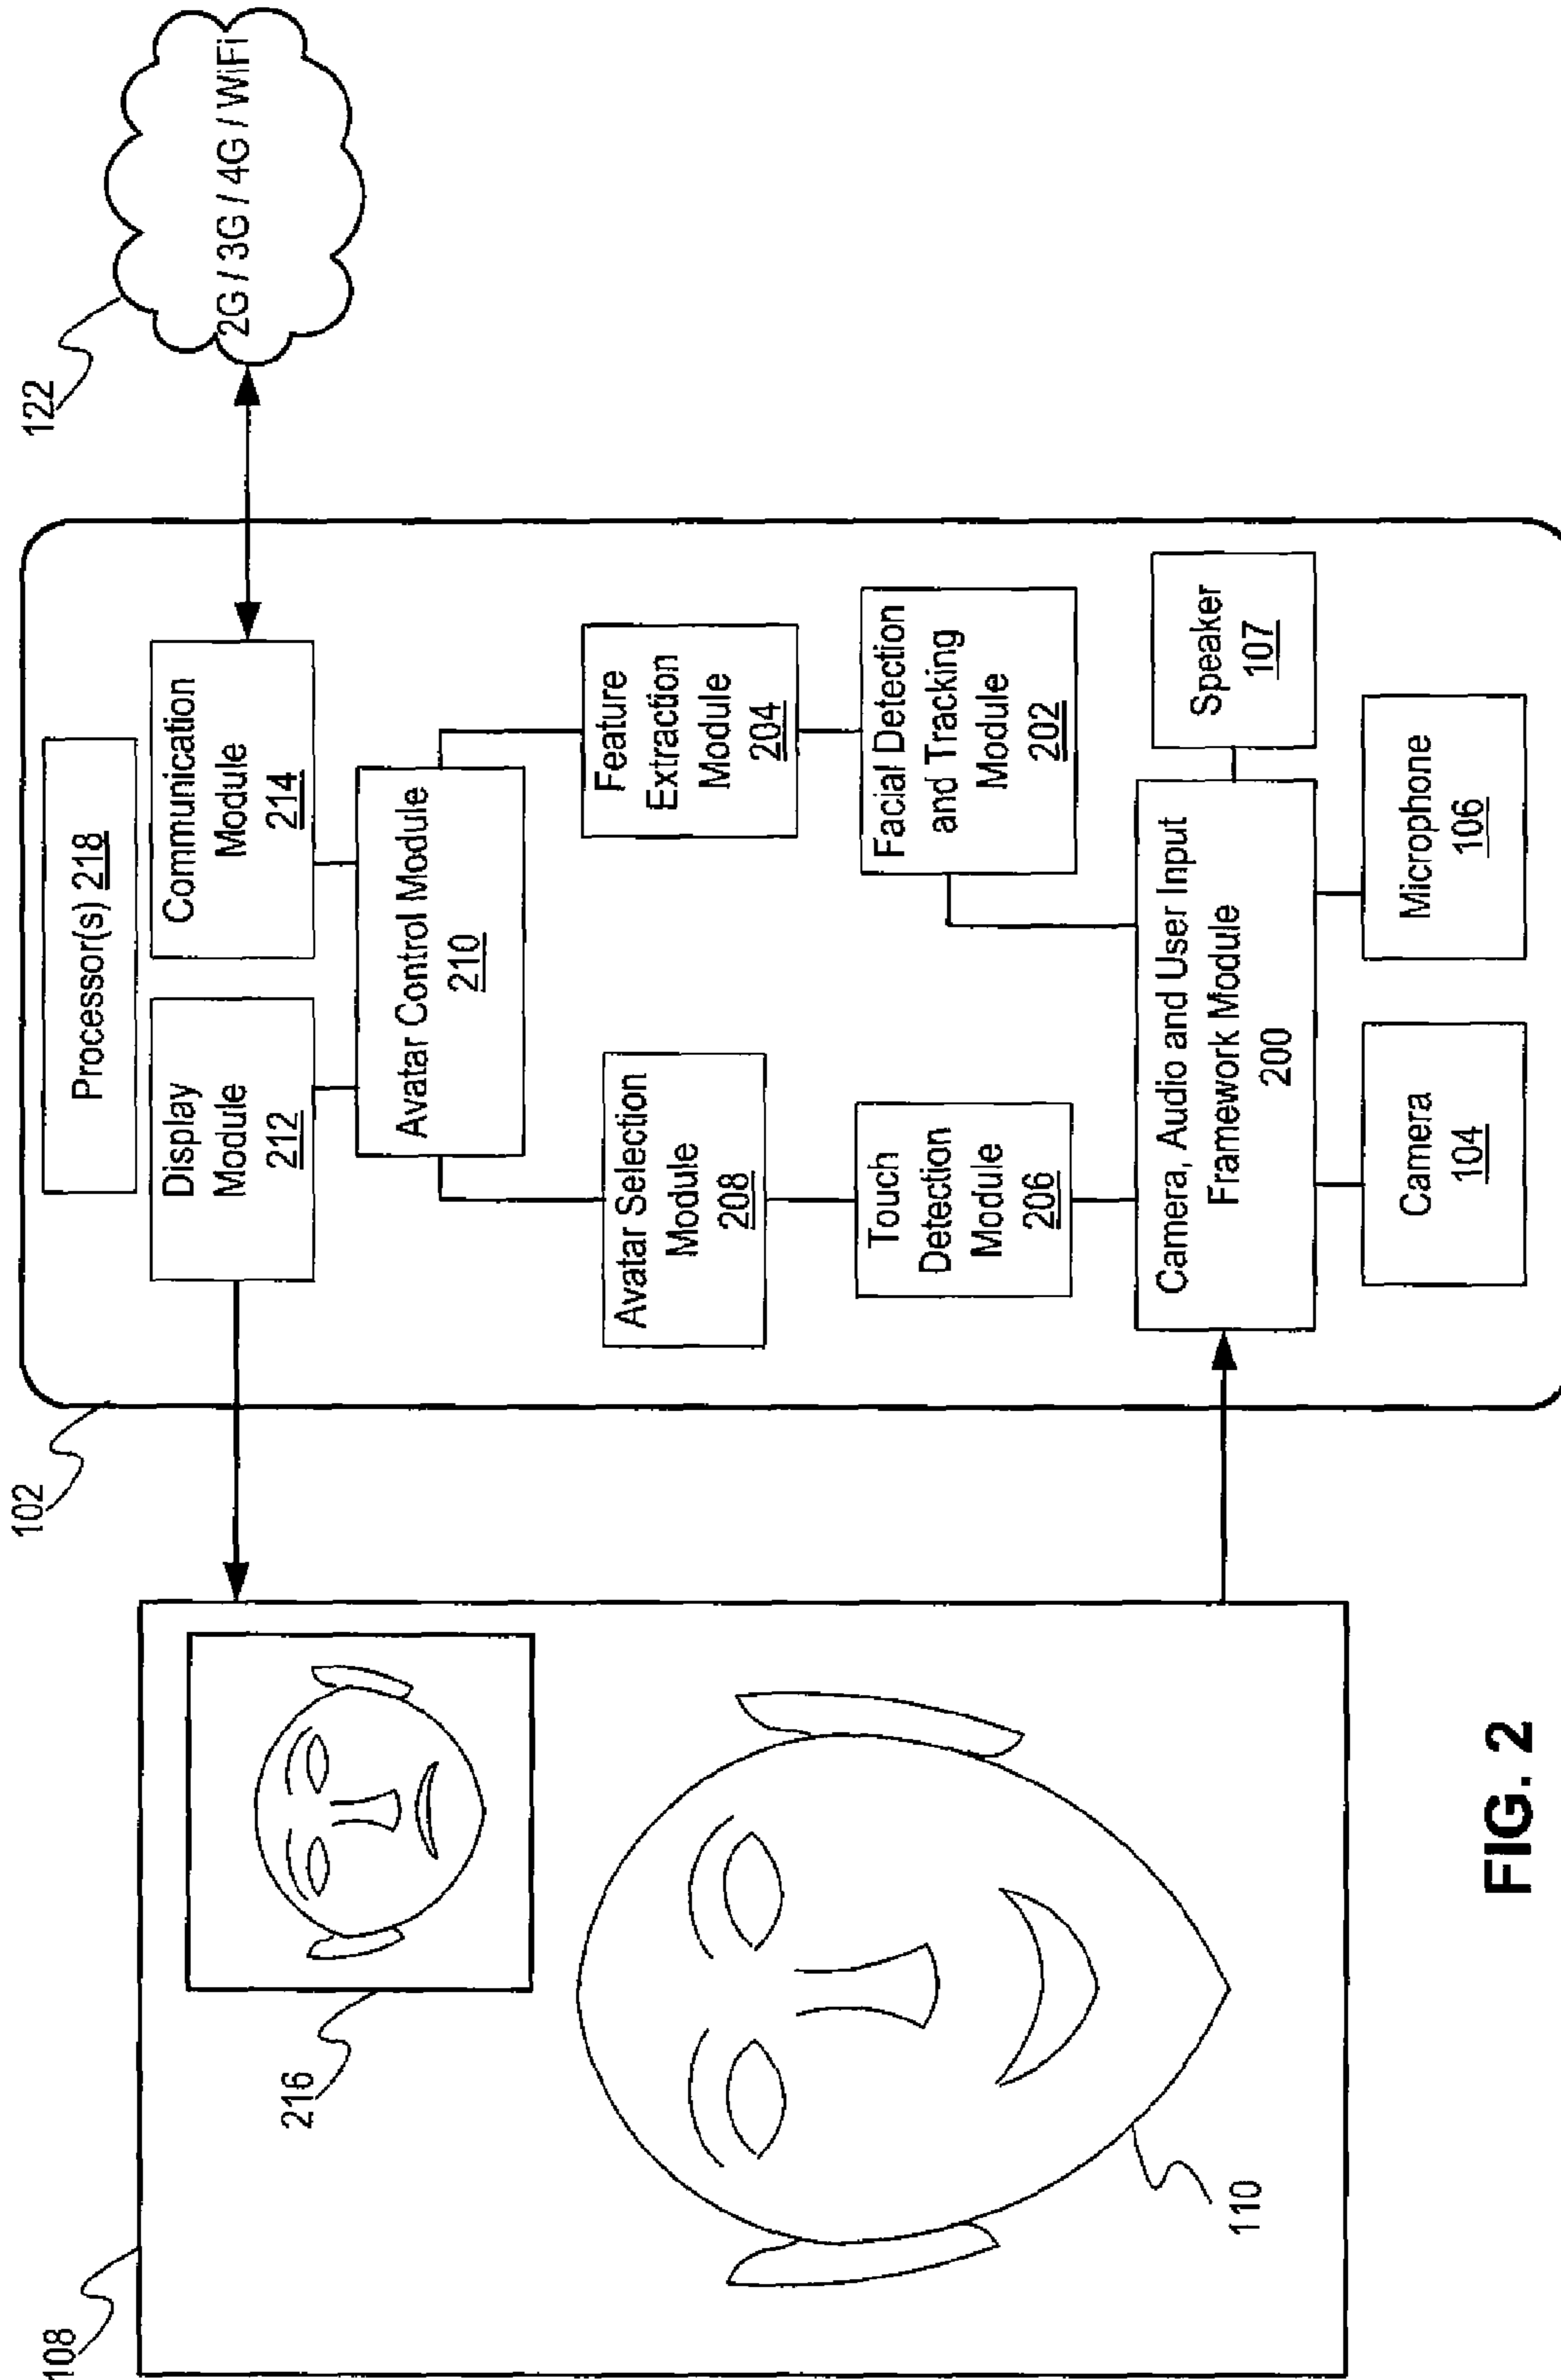 108
216
110
102
122
Processor(s) 218
Display
Module
212
Communication
Module
214
2G / 3G / 4G / WiFi
Avatar Control Module
210
Avatar Selection
Module
208
Feature
Extraction
Module
204
Touch
Detection
Module
206
Facial Detection
and Tracking
Module
202
Camera, Audio and User Input
Framework Module
200
Speaker
107
Camera
104
Microphone
106
FIG. 2